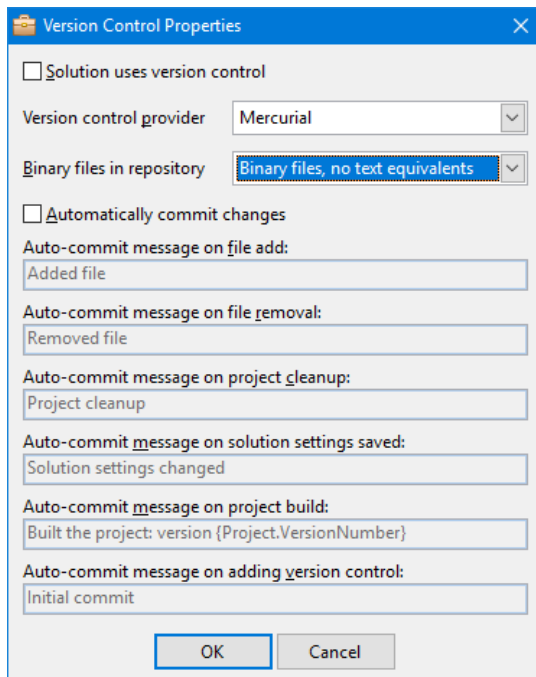 Version Control Properties
Solution uses version control
Version control provider Mercurial
Binary files in repository Binary files, no text equivalents
Automatically commit changes
Auto-commit message on file add:
Added file
Auto-commit message on file removal:
Removed file
Auto-commit message on project cleanup:
Project cleanup
Auto-commit message on solution settings saved:
Solution settings changed
Auto-commit message on project build:
Built the project: version {Project.VersionNumber}
Auto-commit message on adding version control:
Initial commit
OK Cancel